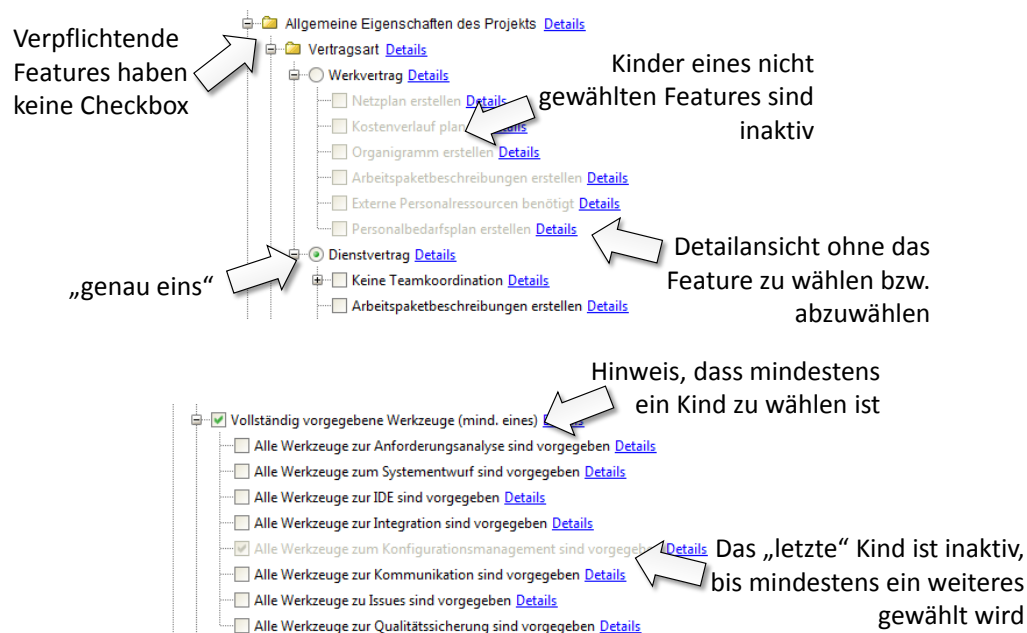 Allgemeine Eigenschaften des Projekts Details
Verpflichtende
Features haben
keine Checkbox
Vertragsart Details
Werkvertrag Details
Kinder eines nicht
gewählten Features sind
inaktiv
Netzplan erstellen Details
Kostenverlauf
Organigramm erstellen Details
Arbeitspaketbeschreibungen erstellen Details
Externe Personalressourcen benötigt Details
Personalbedarfsplan erstellen Details
Detailansicht ohne das
Feature zu wählen bzw.
abzuwählen
„genau eins“
Dienstvertrag Details
Keine Teamkoordination Details
Arbeitspaketbeschreibungen erstellen Details
Hinweis, dass mindestens
ein Kind zu wählen ist
Vollständig vorgegebene Werkzeuge (mind. eines)
Alle Werkzeuge zur Anforderungsanalyse sind vorgegeben Details
Alle Werkzeuge zum Systementwurf sind vorgegeben Details
Alle Werkzeuge zur IDE sind vorgegeben Details
Alle Werkzeuge zur Integration sind vorgegeben Details
Alle Werkzeuge zum Konfigurationsmanagement sind vorgegeben Details
Alle Werkzeuge zur Kommunikation sind vorgegeben Details
Alle Werkzeuge zu Issues sind vorgegeben Details
Alle Werkzeuge zur Qualitätssicherung sind vorgegeben Details
Das „letzte“ Kind ist inaktiv,
bis mindestens ein weiteres
gewählt wird